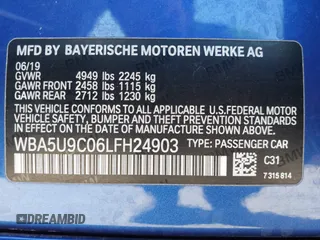 MFD BY BAYERISCHE MOTOREN WERKE AG
06/19
GVWR 4949 lbs 2245 kg
GAWR FRONT 2458 lbs 1115 kg
GAWR REAR 2712 lbs 1230 kg
THIS VEHICLE CONFORMS TO ALL APPLICABLE U.S. FEDERAL MOTOR
VEHICLE SAFETY, BUMPER, AND THEFT PREVENTION STANDARDS IN
EFFECT ON THE DATE OF MANUFACTURE SHOWN ABOVE.
WBA5U9C06LFH24903 TYPE: PASSENGER CAR
C31
7 315 814
DREAMBID